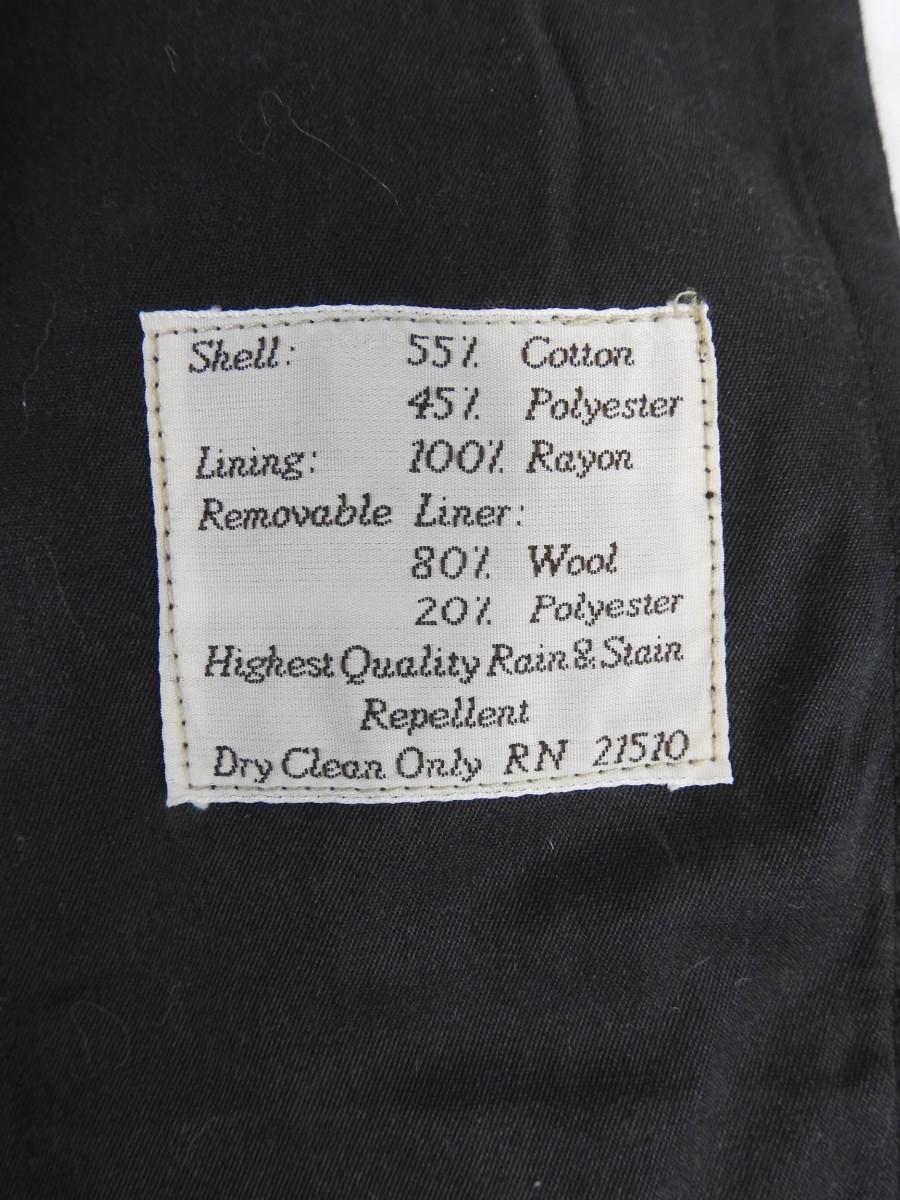 Shell: 55% Cotton
45% Polyester
Lining: 100% Rayon
Removable Liner:
80% Wool
20% Polyester
Highest Quality Rain & Stain
Repellent
Dry Clean Only RN 21510